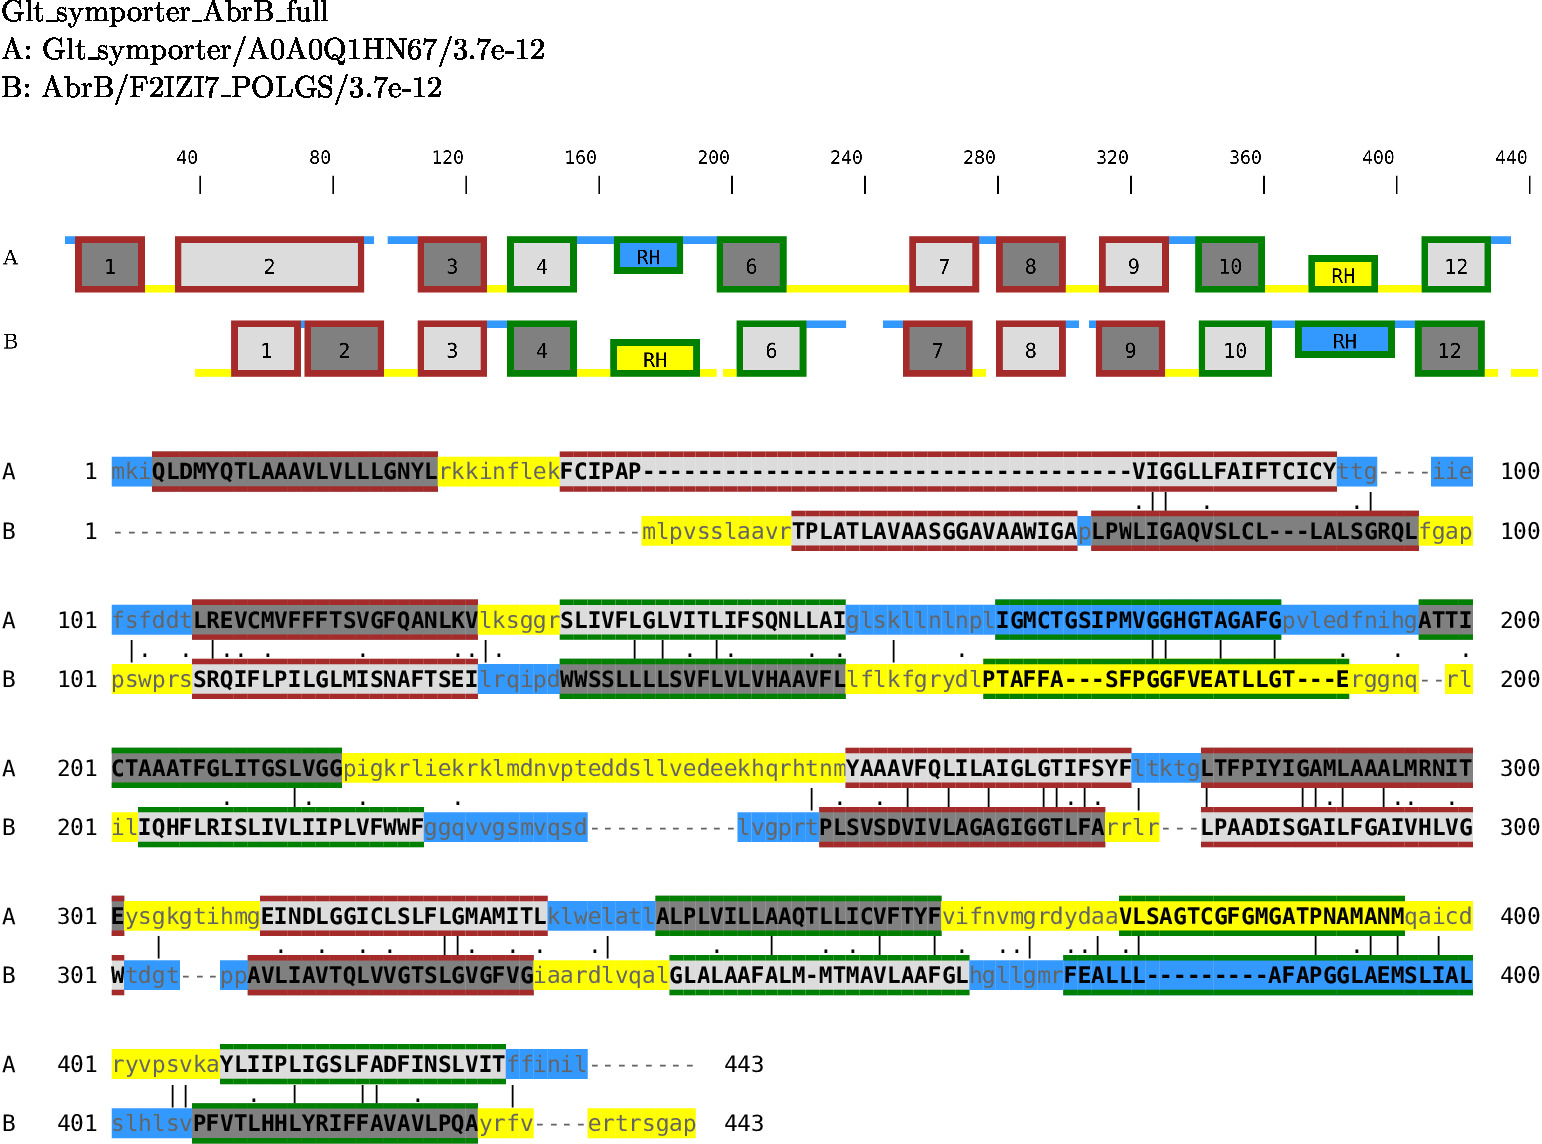 Glt_symporter_AbrB_full
A: Glt_symporter/A0A0Q1HN67/3.7e-12
B: AbrB/F2IZI7_POLGS/3.7e-12
40 80 120 160 200 240 280 320 360 400 440
A 1 2 3 4 RH 6 7 8 9 10 RH 12
B 1 2 3 4 RH 6 7 8 9 10 RH 12
A 1 mkiQLDMYQTLAAAVLVLLLGNYLrkkinflekFCIPAP------------------------------------VIGGLLFAIFTCICYttg----iie 100
B 1 ---------------------------------------mlpvsslaavrTPLATLAVAASGGAVAAWIGApLPWLIGAQVSLCL---LALSGRQLfgap 100
A 101 fsfddtLREVCMVFFFTSVGFQANLKVlksggrSLIVFLGLVITLIFSQNLLAIglskllnlnplIGMCTGSIPMVGGHGTAGAFGpvledfnihgATTI 200
B 101 pswprsSRQIFLPILGLMISNAFTSEIlrqipdWWSSLLLLSVFLVLVHAAVFLlflkfgrydlPTAFFA---SFPGGFVEATLLGT---Erggnq--rl 200
A 201 CTAAATFGLITGSLVGGpigkrliekrklmdnvpteddsllvedeekhqrhtnmYAAAVFQLILAIGLGTIFSYFltktgLTFPIYIGAMLAAALMRNIT 300
B 201 ilIQHFLRISLIVLIIPLVFWWFggqvvgsmvqsd-----------lvgprtPLSVSDVIVLAGAGIGGTLFArrlr---LPAADISGAILFGAIVHLVG 300
A 301 EysgkgtihmgEINDLGGICLSLFLGMAMITLklwelatlALPLVILLAAQTLLICVFTYFvifnvmgrdydaaVLSAGTCGFGMGATPNAMANMqaicd 400
B 301 Wtdgt---ppAVLIAVTQLVVGTSLGVGFVGiaardlvqalGLALAAFALM-MTMAVLAAFGLhgllgmrFEALLL---------AFAPGGLAEMSLIAL 400
A 401 ryvpsvkaYLIIPLIGSLFADFINSLVITffinil-------- 443
B 401 slhlsvPFVTLHHLYRIFFAVAVLPQAyrfv----ertrsgap 443